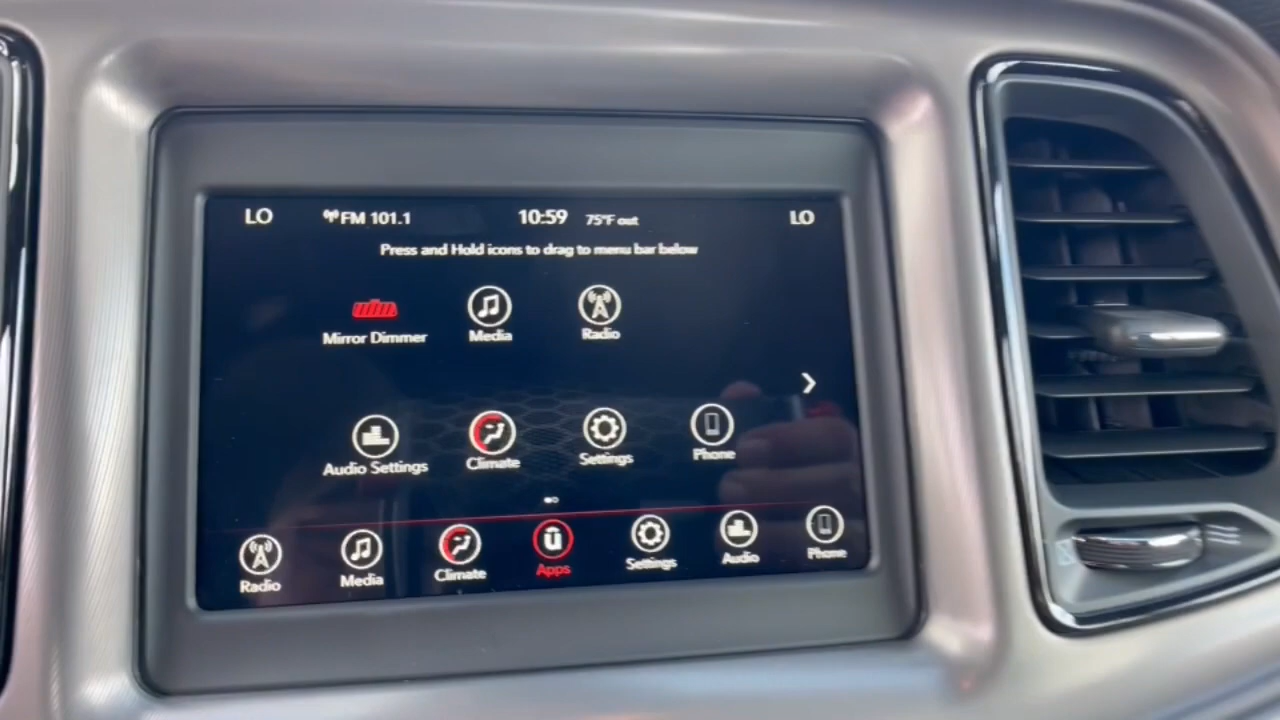 LO FM 101.1 10:59 75°F out LO
Press and Hold icons to drag to menu bar below
Mirror Dimmer Media Radio
Audio Settings Climate Settings Phone
Radio Media Climate Apps Settings Audio Phone